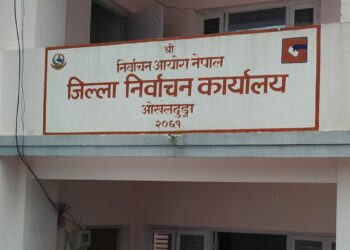 श्री
निर्वाचन आयोग नेपाल
जिल्ला निर्वाचन कार्यालय
ओखलढुङ्गा
२०६१